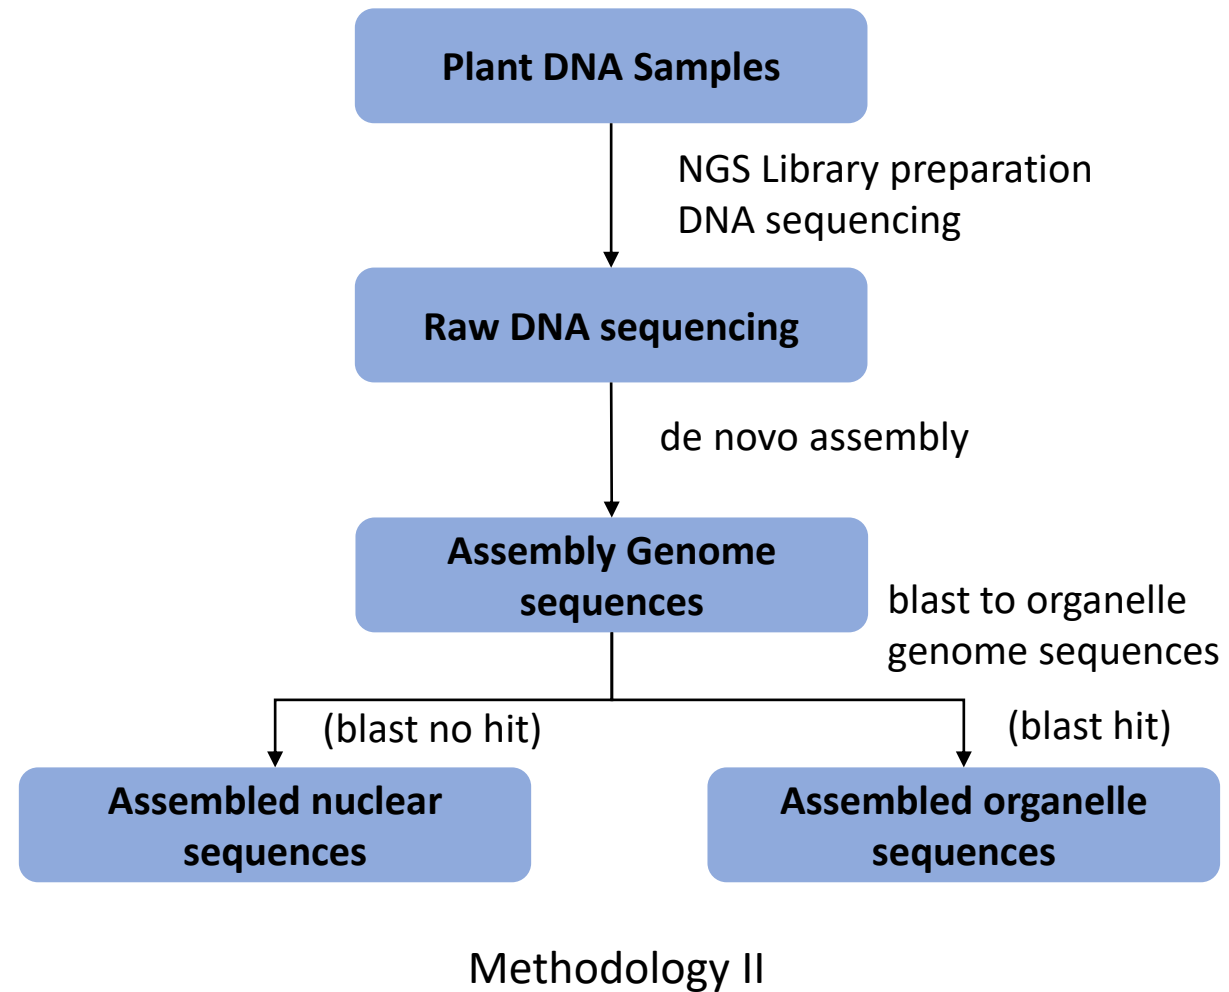 Plant DNA Samples
NGS Library preparation
DNA sequencing
Raw DNA sequencing
de novo assembly
Assembly Genome
sequences
blast to organelle
genome sequences
(blast no hit)
(blast hit)
Assembled nuclear
sequences
Assembled organelle
sequences
Methodology II